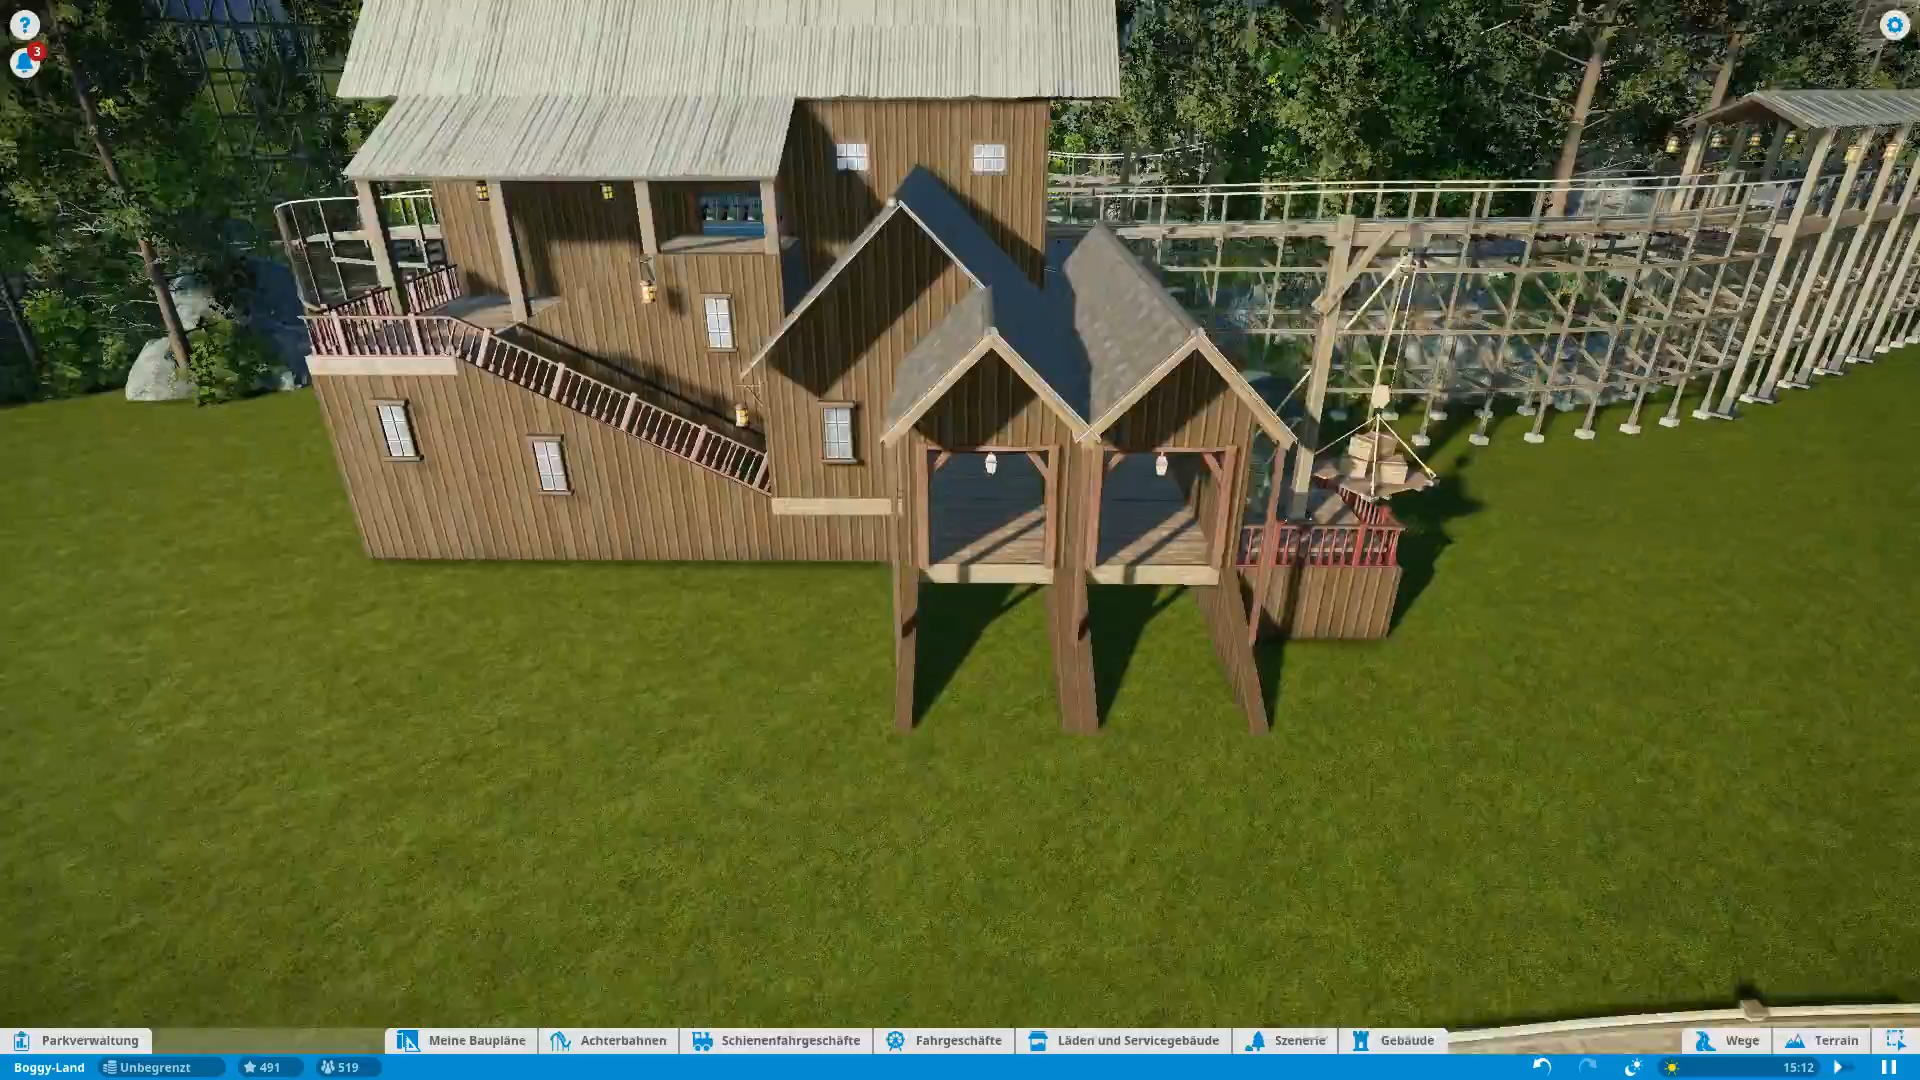 ?
3
Parkverwaltung
Meine Baupläne
Achterbahnen
Schienenfahrgeschäfte
Fahrgeschäfte
Läden und Servicegebäude
Szenerie
Gebäude
Wege
Terrain
Boggy-Land
Unbegrenzt
491
519
15:12